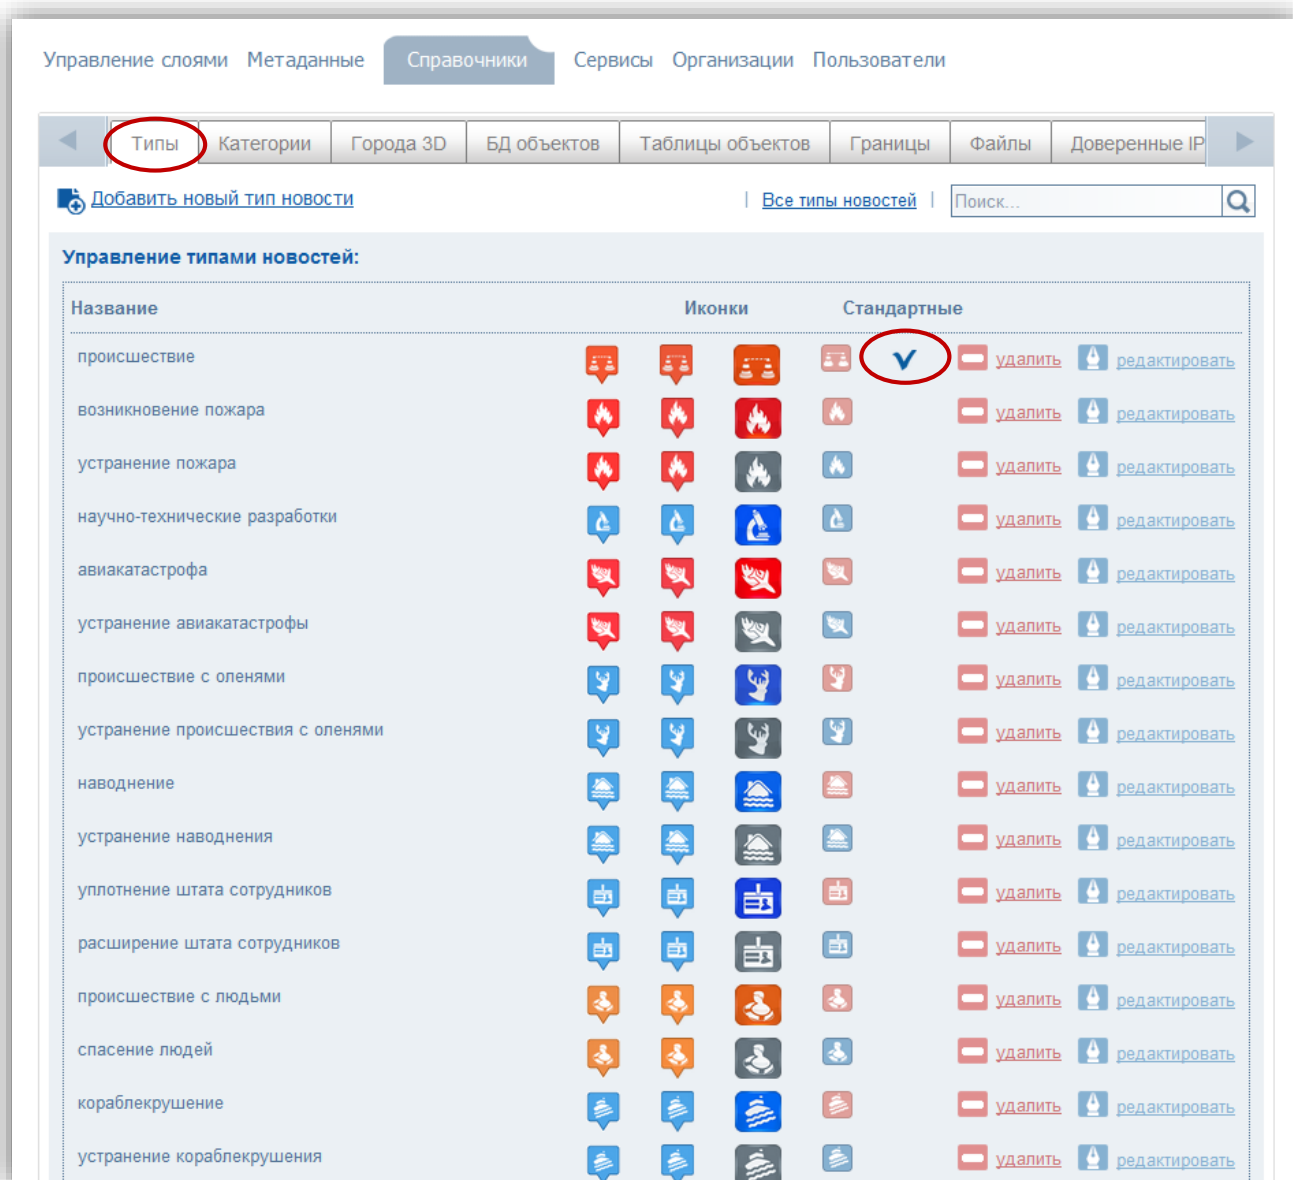 Управление слоями Метаданные Справочники Сервисы Организации Пользователи
Типы Категории Города 3D БД объектов Таблицы объектов Границы Файлы Доверенные IP
Добавить новый тип новости | Все типы новостей | Поиск...
Управление типами новостей:
Название Иконки Стандартные
происшествие удалить редактировать
возникновение пожара удалить редактировать
устранение пожара удалить редактировать
научно-технические разработки удалить редактировать
авиакатастрофа удалить редактировать
устранение авиакатастрофы удалить редактировать
происшествие с оленями удалить редактировать
устранение происшествия с оленями удалить редактировать
наводнение удалить редактировать
устранение наводнения удалить редактировать
уплотнение штата сотрудников удалить редактировать
расширение штата сотрудников удалить редактировать
происшествие с людьми удалить редактировать
спасение людей удалить редактировать
кораблекрушение удалить редактировать
устранение кораблекрушения удалить редактировать